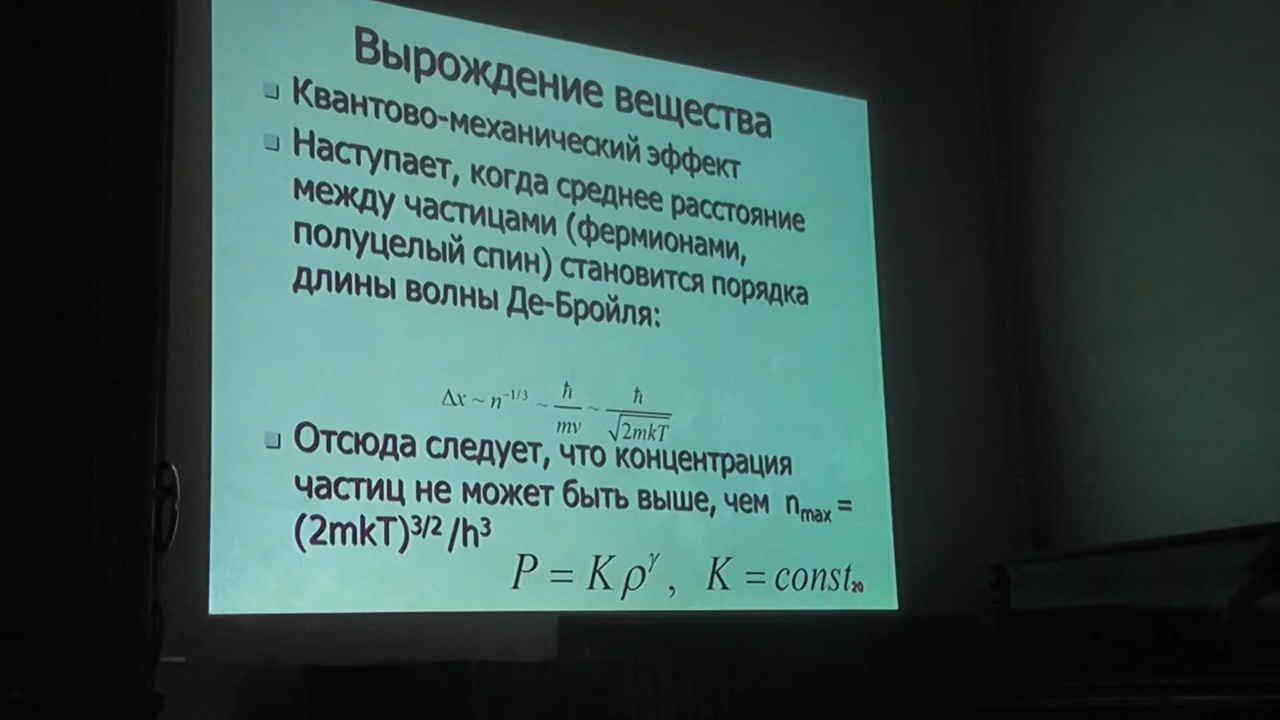 Вырождение вещества
Квантово-механический эффект
Наступает, когда среднее расстояние
между частицами (фермионами,
полуцелый спин) становится порядка
длины волны Де-Бройля:
Δx ~ n^{-1/3} ~ ħ/mv ~ ħ/√2mkT
Отсюда следует, что концентрация
частиц не может быть выше, чем n_{max} =
(2mkT)^{3/2} /h^3
P = Kρ^γ, K = const
20